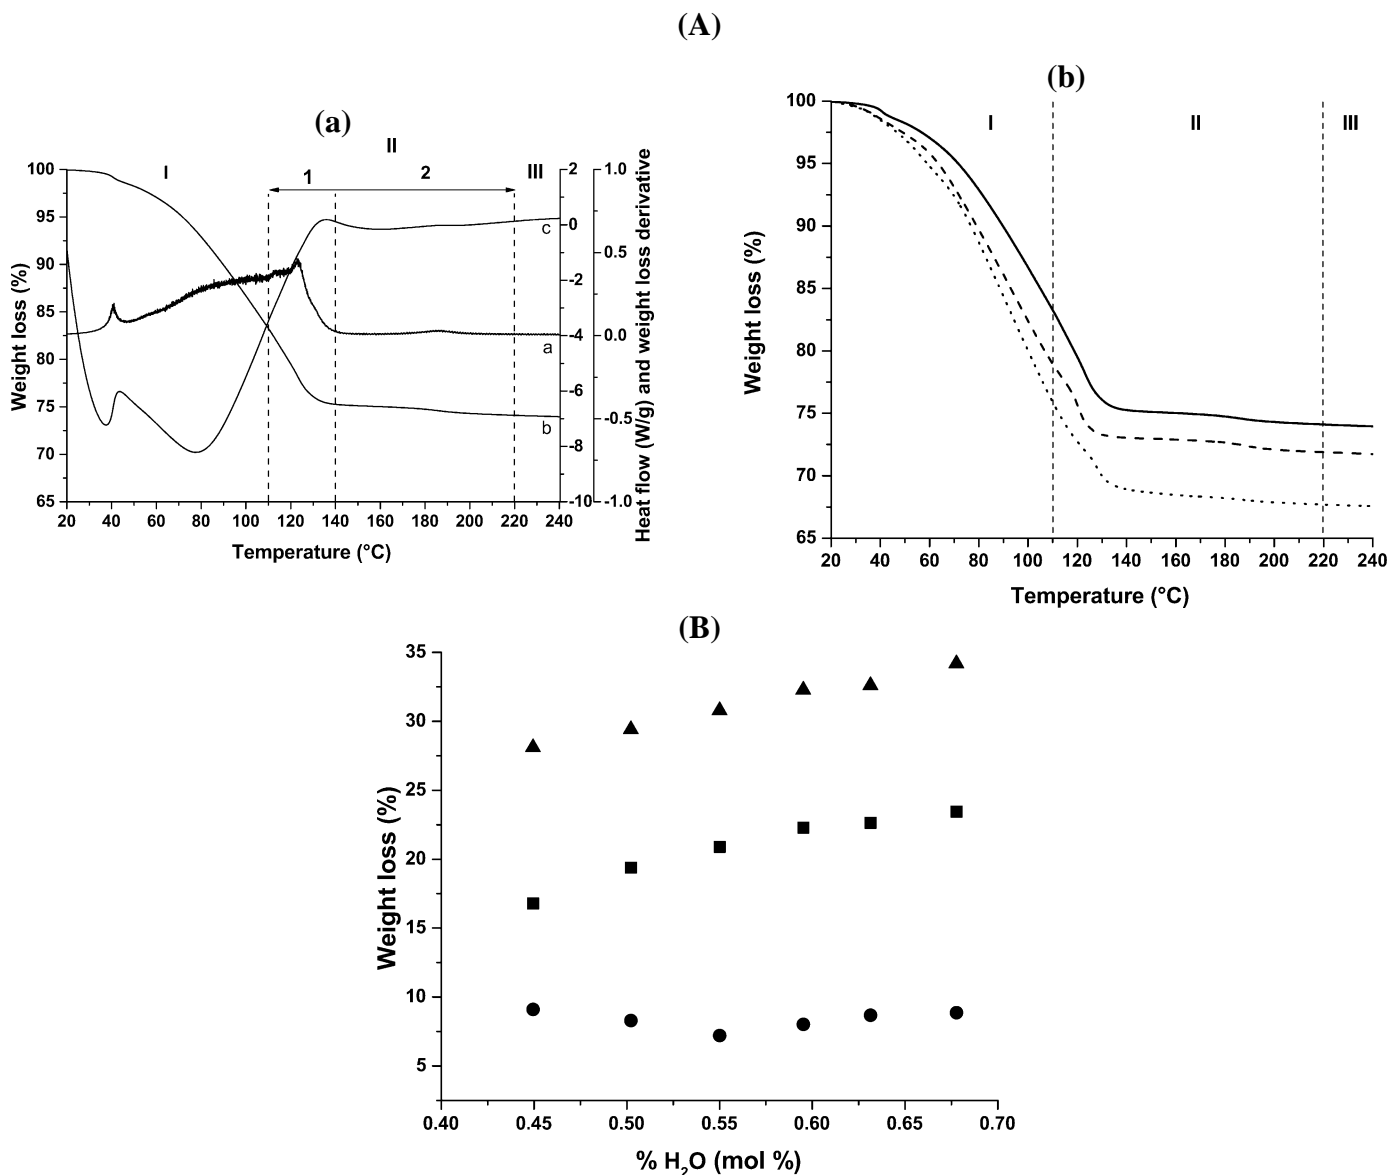 (A)
(a)
II
I
1
2
III
100
95
90
85
80
75
70
65
20 40 60 80 100 120 140 160 180 200 220 240
Weight loss (%)
Temperature (°C)
c
a
b
2
0
-2
-4
-6
-8
-10
1.0
0.5
0.0
-0.5
-1.0
Heat flow (W/g) and weight loss derivative
(b)
I
II
III
100
95
90
85
80
75
70
65
20 40 60 80 100 120 140 160 180 200 220 240
Weight loss (%)
Temperature (°C)
(B)
35
30
25
20
15
10
5
0.40 0.45 0.50 0.55 0.60 0.65 0.70
Weight loss (%)
% H₂O (mol %)